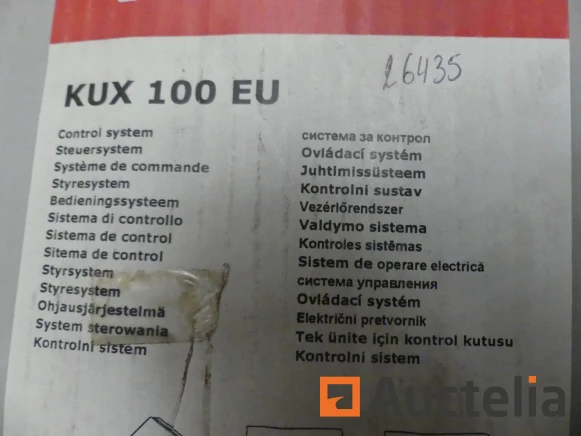 KUX 100 EU
26435
Control system
Steuersystem
Système de commande
Styresystem
Bedieningssysteem
Sistema di controllo
Sistema de control
Sitema de control
Styrsystem
Styresystem
Ohjausjärjestelmä
System sterowania
Kontrolni sistem
система за контрол
Ovládací systém
Juhtimissüsteem
Kontrolni sustav
Vezérlőrendszer
Valdymo sistema
Kontroles sistēmas
Sistem de operare electrică
система управления
Ovládací systém
Električni pretvornik
Tek ünite için kontrol kutusu
Kontrolni sistem
Auctelia